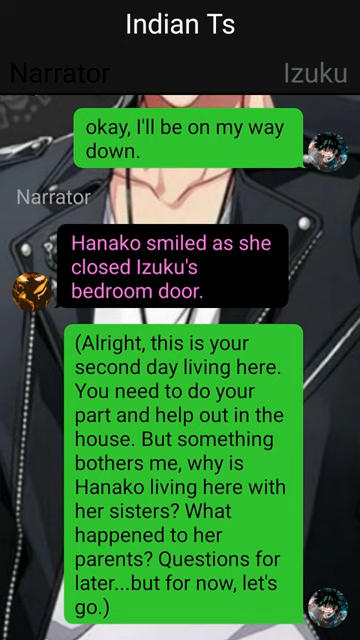 Indian Ts
Narrator
Izuku
okay, I'll be on my way
down.
Narrator
Hanako smiled as she
closed Izuku's
bedroom door.
(Alright, this is your
second day living here.
You need to do your
part and help out in the
house. But something
bothers me, why is
Hanako living here with
her sisters? What
happened to her
parents? Questions for
later...but for now, let's
go.)